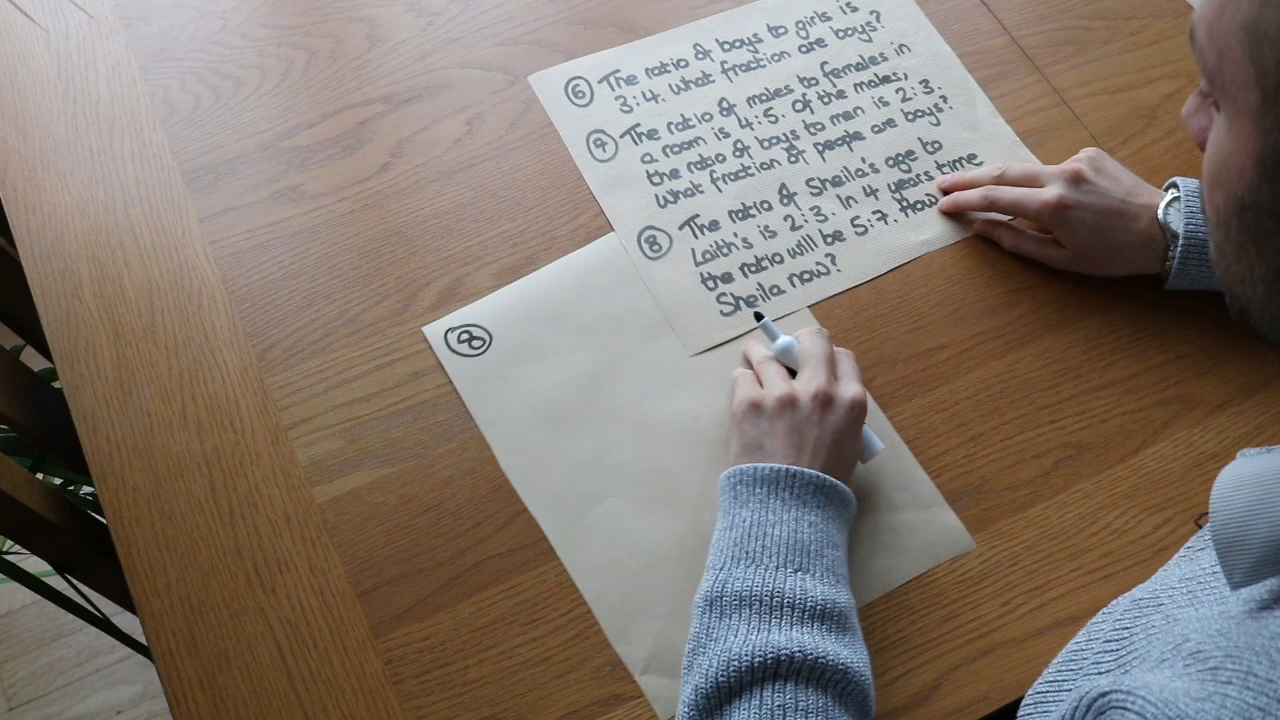 6 The ratio of boys to girls is
3:4. What fraction are boys?
7 The ratio of males to females in
a room is 4:5. Of the males,
the ratio of boys to men is 2:3.
What fraction of people are boys?
8 The ratio of Sheila's age to
Laith's is 2:3. In 4 years time
the ratio will be 5:7. How
Sheila now?
8